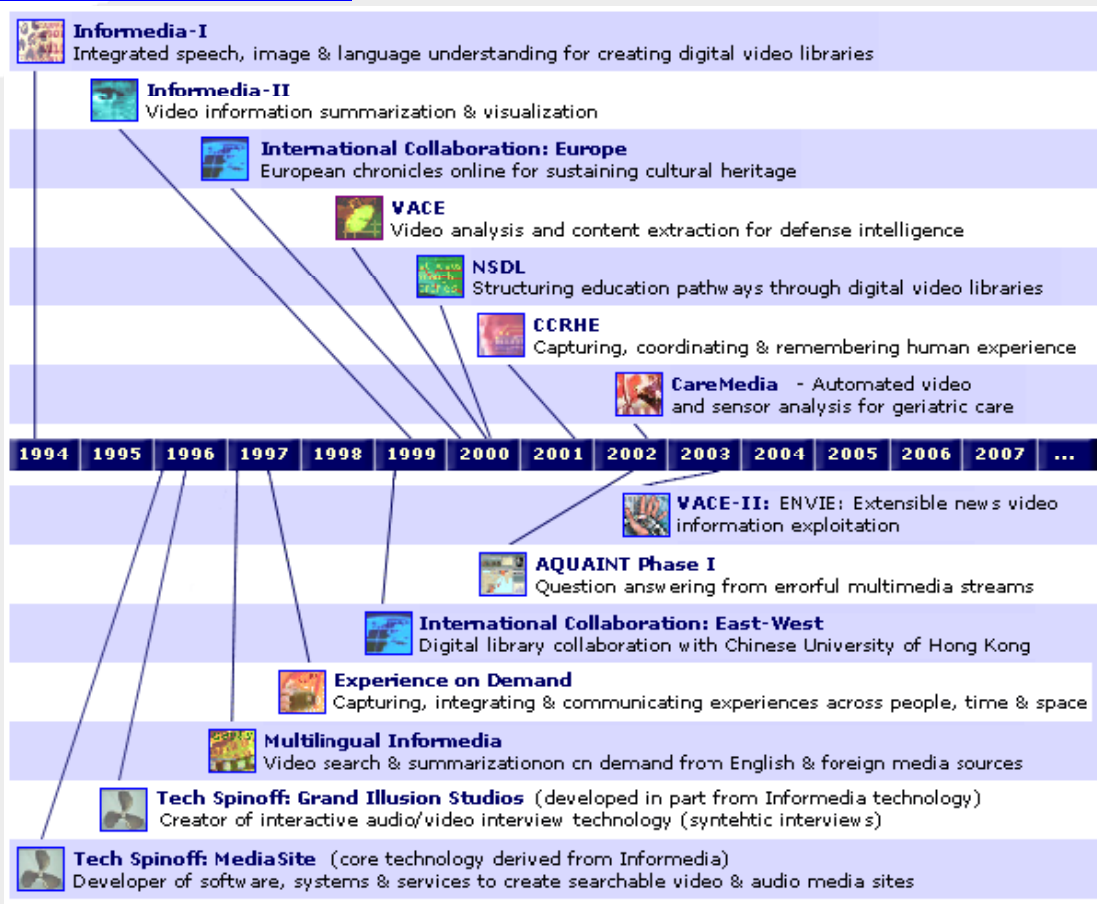 Informedia-I
Integrated speech, image & language understanding for creating digital video libraries
Informedia-II
Video information summarization & visualization
International Collaboration: Europe
European chronicles online for sustaining cultural heritage
VACE
Video analysis and content extraction for defense intelligence
NSDL
Structuring education pathways through digital video libraries
CCRHE
Capturing, coordinating & remembering human experience
CareMedia - Automated video
and sensor analysis for geriatric care
1994 1995 1996 1997 1998 1999 2000 2001 2002 2003 2004 2005 2006 2007 ...
VACE-II: ENVIE: Extensible news video
information exploitation
AQUAINT Phase I
Question answering from errorful multimedia streams
International Collaboration: East-West
Digital library collaboration with Chinese University of Hong Kong
Experience on Demand
Capturing, integrating & communicating experiences across people, time & space
Multilingual Informedia
Video search & summarizationon cn demand from English & foreign media sources
Tech Spinoff: Grand Illusion Studios (developed in part from Informedia technology)
Creator of interactive audio/video interview technology (syntehtic interviews)
Tech Spinoff: MediaSite (core technology derived from Informedia)
Developer of software, systems & services to create searchable video & audio media sites